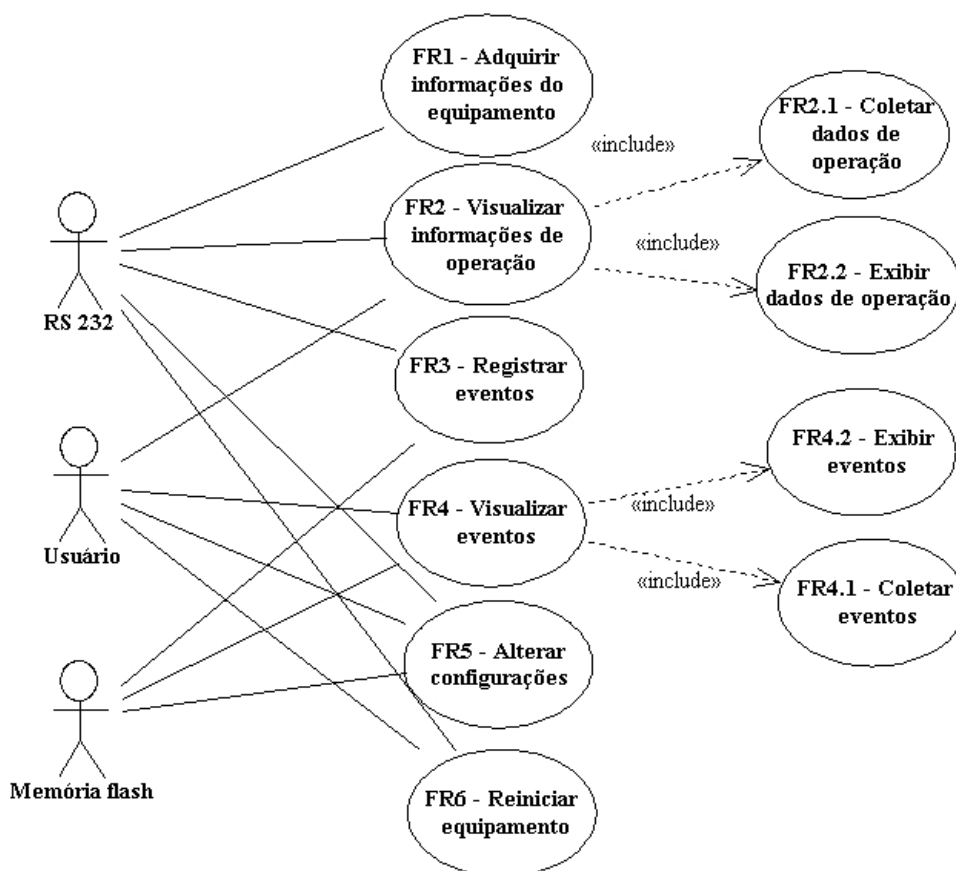 FR1 - Adquirir
informações do
equipamento
FR2.1 - Coletar
dados de
operação
«include»
FR2 - Visualizar
informações de
operação
«include»
FR2.2 - Exibir
dados de operação
RS 232
FR3 - Registrar
eventos
FR4.2 - Exibir
eventos
Usuário
FR4 - Visualizar
eventos
«include»
«include»
FR4.1 - Coletar
eventos
FR5 - Alterar
configurações
Memória flash
FR6 - Reiniciar
equipamento